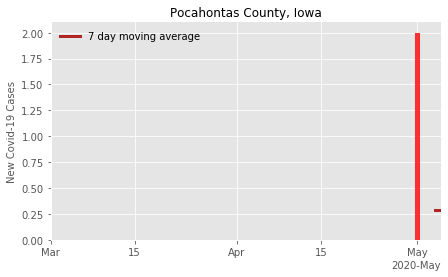 Pocahontas County, Iowa
7 day moving average
New Covid-19 Cases
2.00
1.75
1.50
1.25
1.00
0.75
0.50
0.25
0.00
Mar 15 Apr 15 May
2020-May